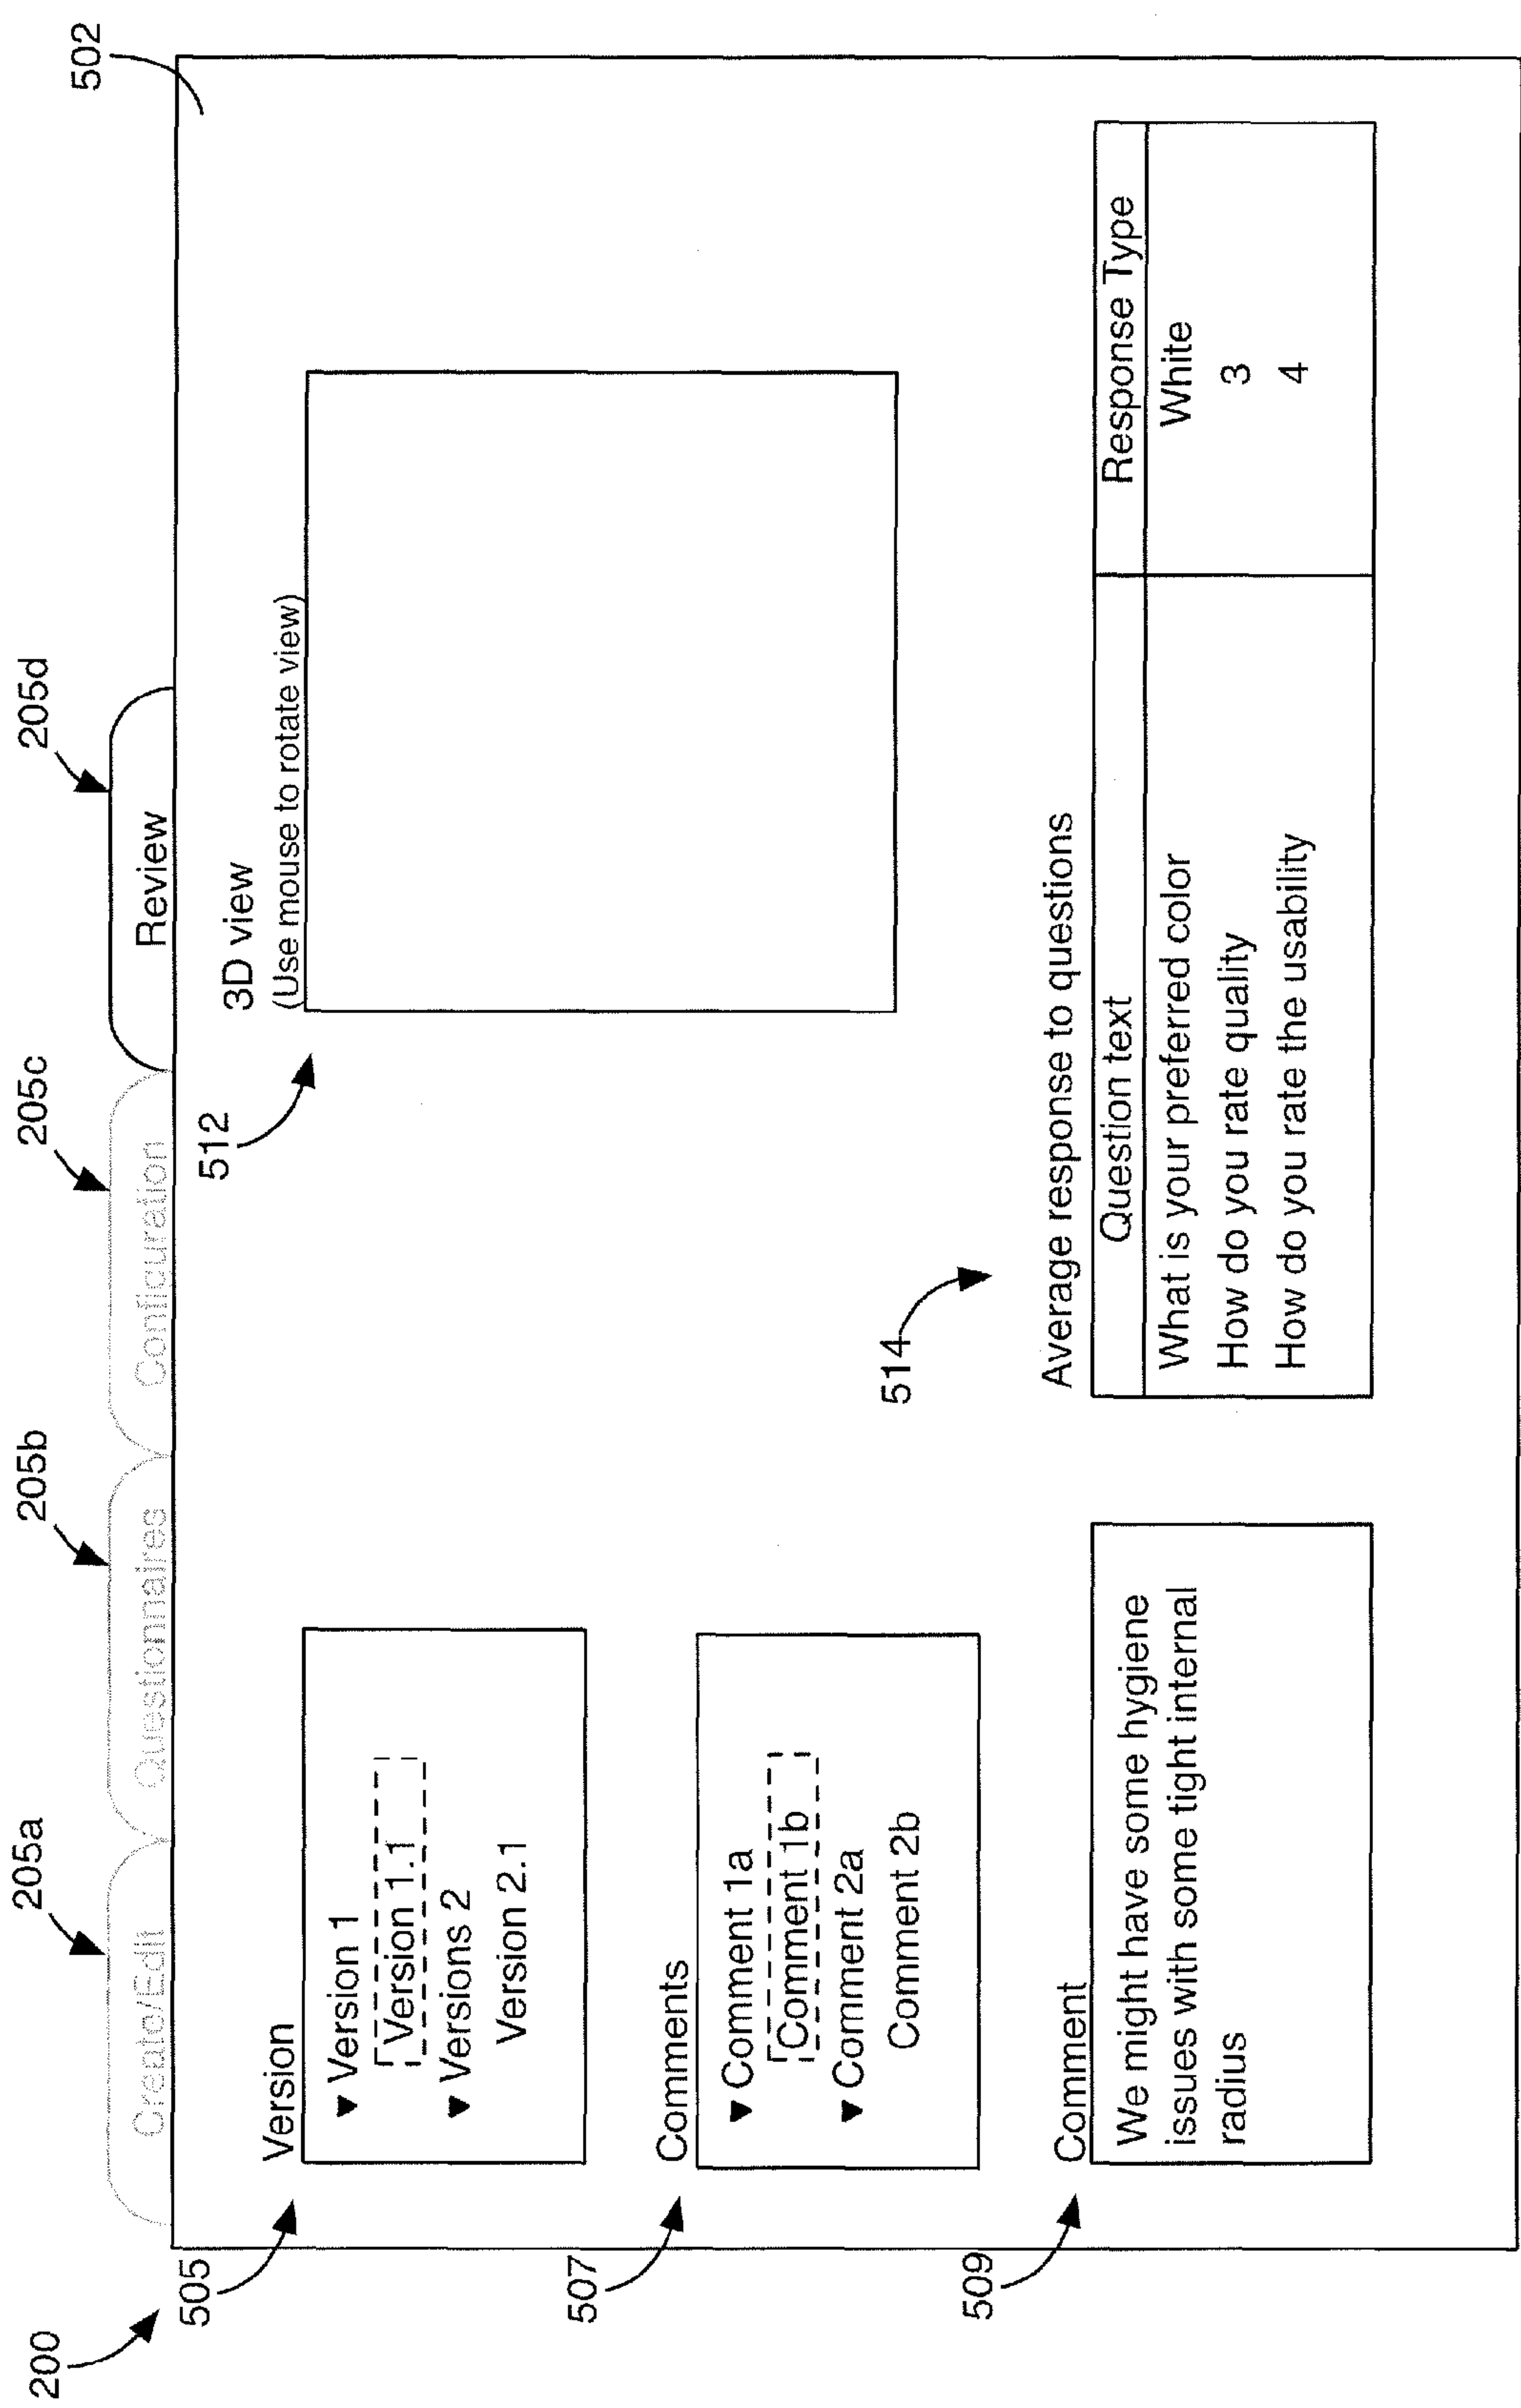 200
205a
205b
205c
205d
502
Create/Edit
Questionnaires
Configuration
Review
505
Version
▼ Version 1
Version 1.1
▼ Versions 2
Version 2.1
507
Comments
▼ Comment 1a
Comment 1b
▼ Comment 2a
Comment 2b
509
Comment
We might have some hygiene
issues with some tight internal
radius
512
3D view
(Use mouse to rotate view)
514
Average response to questions
Question text Response Type
What is your preferred color White
How do you rate quality 3
How do you rate the usability 4